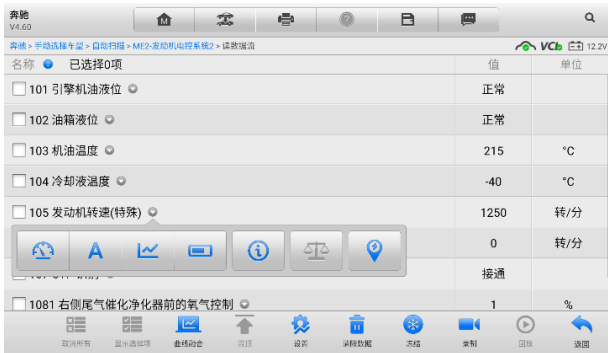 奔驰
V4.60
奔驰 > 手动选择车型 > 自动扫描 > ME2-发动机电控系统2 > 读数据流
VCb 12.2V
名称 已选择0项 值 单位
101 引擎机油液位 正常
102 油箱液位 正常
103 机油温度 215 °C
104 冷却液温度 -40 °C
105 发动机转速(特殊) 1250 转/分
0 转/分
接通
1081 右侧尾气催化净化器前的氧气控制 1 %
取消所有 显示选择项 曲线融合 置顶 设置 清除数据 冻结 录制 回放 返回